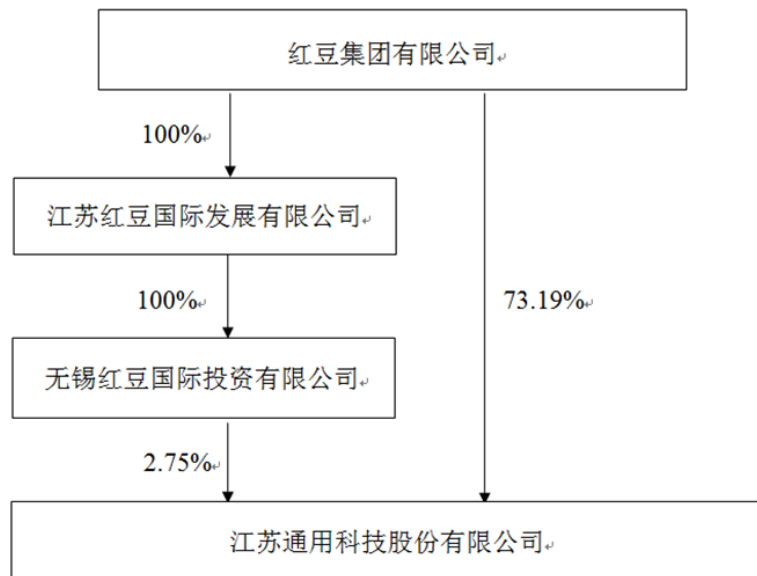 红豆集团有限公司
100%
江苏红豆国际发展有限公司
100%
73.19%
无锡红豆国际投资有限公司
2.75%
江苏通用科技股份有限公司